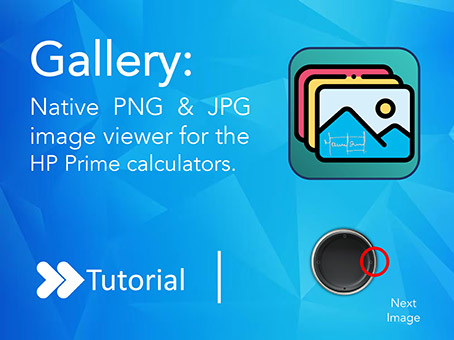 Gallery:
Native PNG & JPG
image viewer for the
HP Prime calculators.
Tutorial
Next
Image